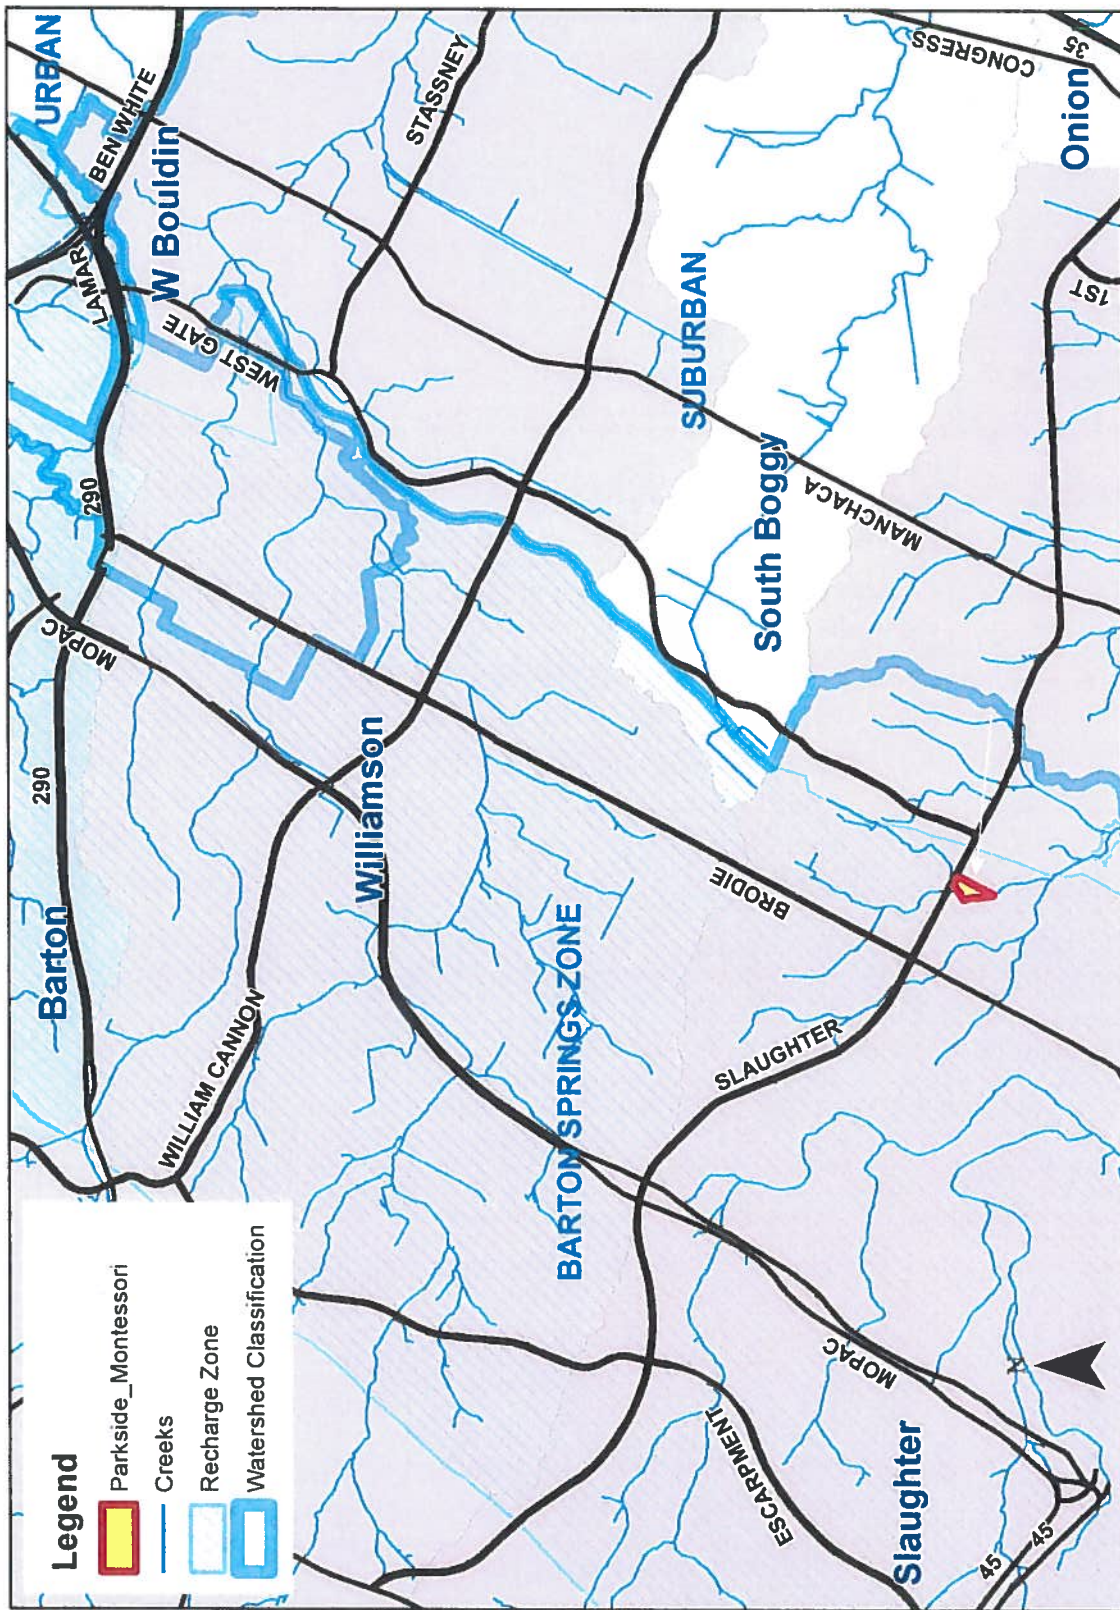 Legend
Parkside_Montessori
Creeks
Recharge Zone
Watershed Classification
Barton
290
MOPAC
290
LAMAR
BEN WHITE
URBAN
W Bouldin
WEST GATE
STASSNEY
WILLIAM CANNON
Williamson
BARTON SPRINGS ZONE
BRODIE
SUBURBAN
South Boggy
MANCHACA
CONGRESS
35
Onion
1ST
SLAUGHTER
ESCARPMENT
MOPAC
Slaughter
45
45
N